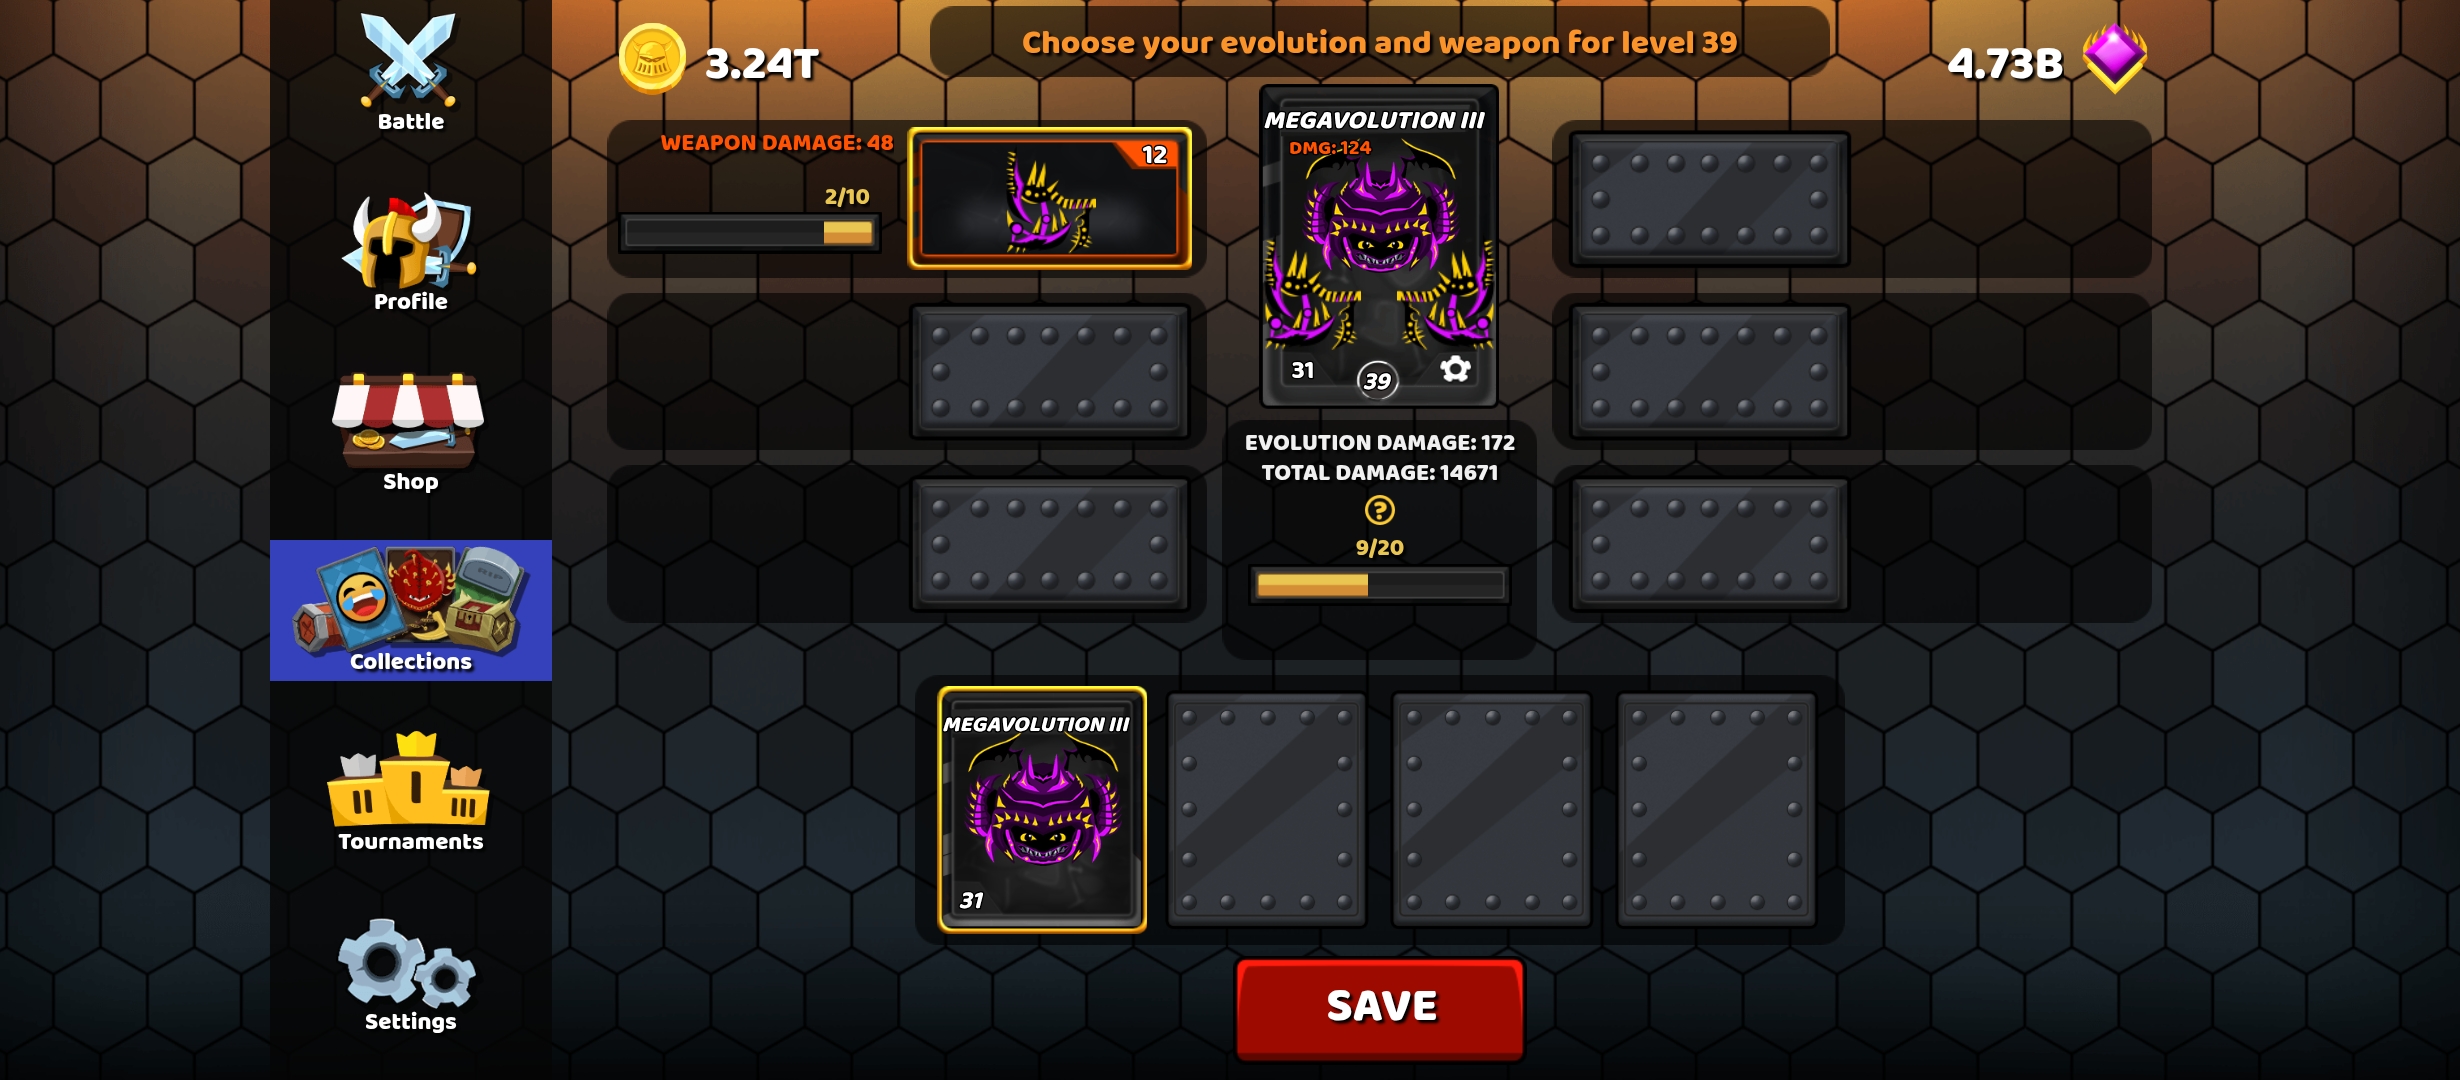 Battle
Profile
Shop
Collections
Tournaments
Settings
3.24T
Choose your evolution and weapon for level 39
4.73B
WEAPON DAMAGE: 48
2/10
12
MEGAVOLUTION III
DMG: 124
31
39
EVOLUTION DAMAGE: 172
TOTAL DAMAGE: 14671
?
9/20
MEGAVOLUTION III
31
SAVE